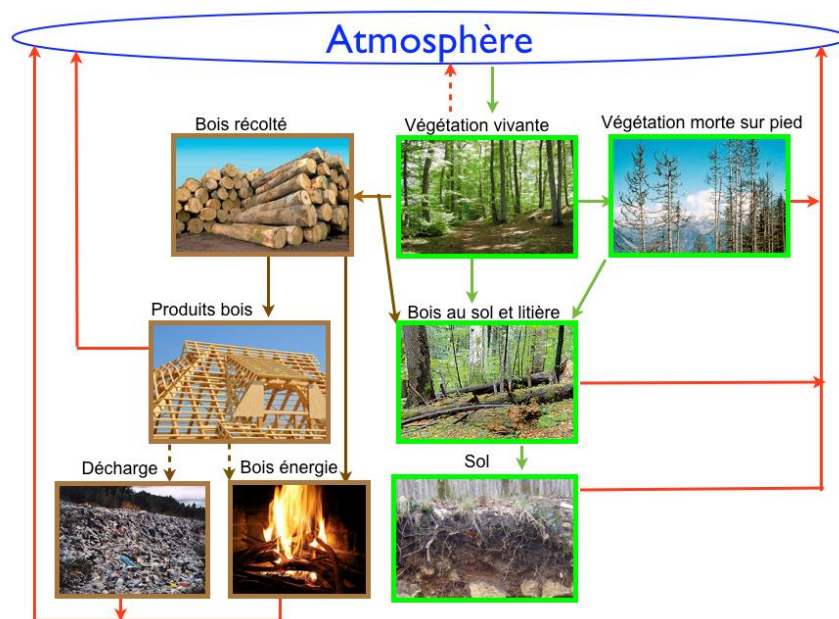 Atmosphère
Bois récolté
Végétation vivante
Végétation morte sur pied
Produits bois
Bois au sol et litière
Décharge
Bois énergie
Sol